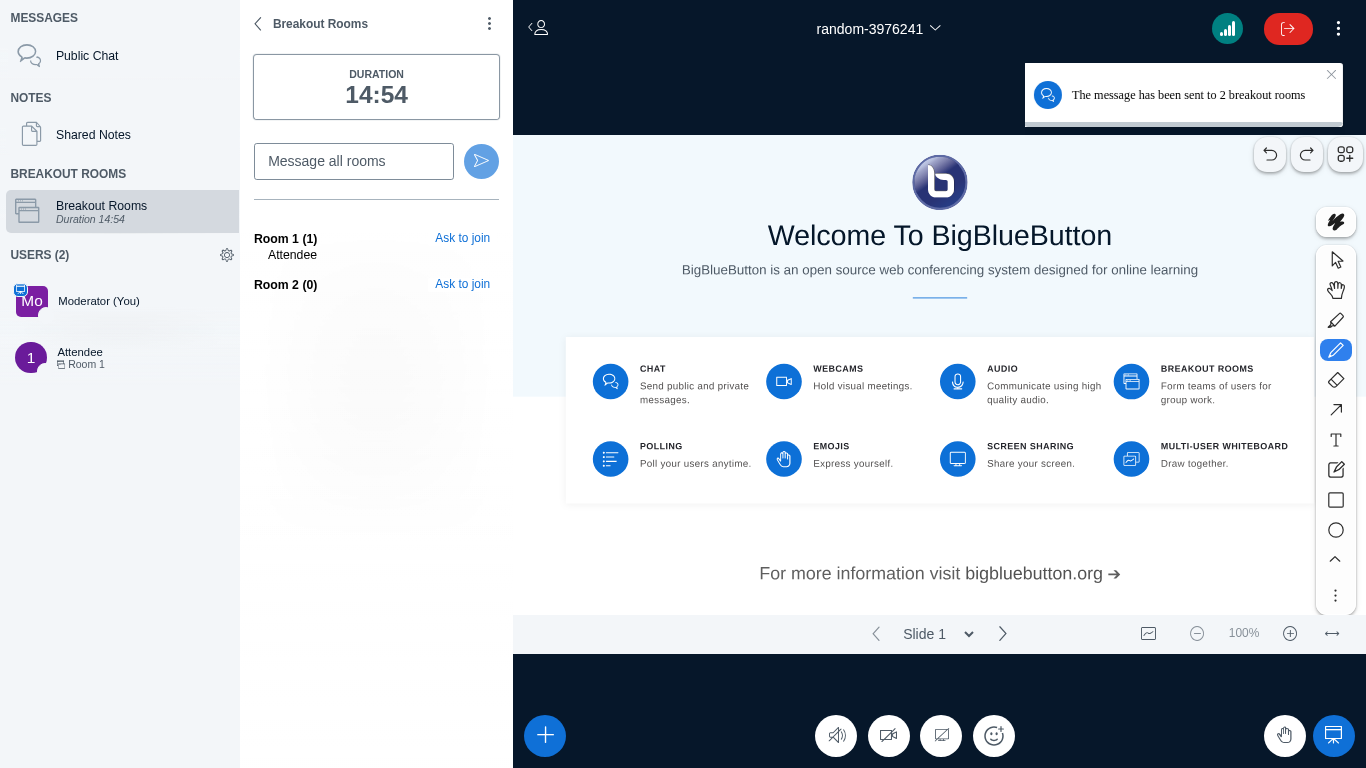 MESSAGES
Public Chat
NOTES
Shared Notes
BREAKOUT ROOMS
Breakout Rooms
Duration 14:54
USERS (2)
Mo
Moderator (You)
1
Attendee
Room 1
Breakout Rooms
DURATION
14:54
Message all rooms
Room 1 (1)
Ask to join
Attendee
Room 2 (0)
Ask to join
random-3976241
The message has been sent to 2 breakout rooms
b
Welcome To BigBlueButton
BigBlueButton is an open source web conferencing system designed for online learning
CHAT
Send public and private
messages.
WEBCAMS
Hold visual meetings.
AUDIO
Communicate using high
quality audio.
BREAKOUT ROOMS
Form teams of users for
group work.
POLLING
Poll your users anytime.
EMOJIS
Express yourself.
SCREEN SHARING
Share your screen.
MULTI-USER WHITEBOARD
Draw together.
For more information visit bigbluebutton.org ➔
Slide 1
100%